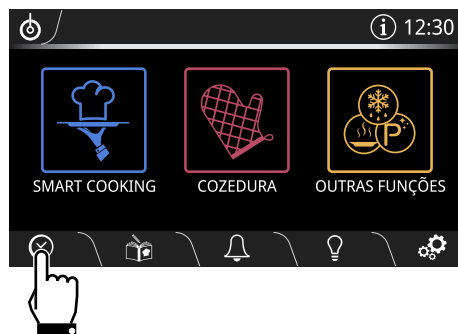 12:30
SMART COOKING
COZEDURA
OUTRAS FUNÇÕES
P